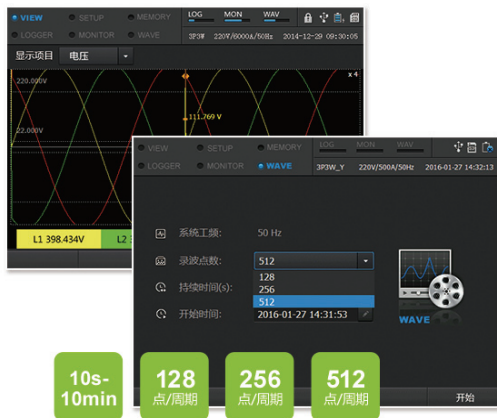 VIEW SETUP MEMORY LOG MON WAV
LOGGER MONITOR WAVE 3P3W 220V/6000A/50Hz 2014-12-29 09:30:05
显示项目 电压
x 4
220.000V
111.769 V
22.000V
L1 398.434V L2
VIEW SETUP MEMORY LOG MON WAV
LOGGER MONITOR WAVE 3P3W_Y 220V/500A/50Hz 2016-01-27 14:32:13
系统工频: 50 Hz
录波点数: 512
128
持续时间(s): 256
512
开始时间: 2016-01-27 14:31:53
WAVE
开始
10s-
10min
128
点/周期
256
点/周期
512
点/周期